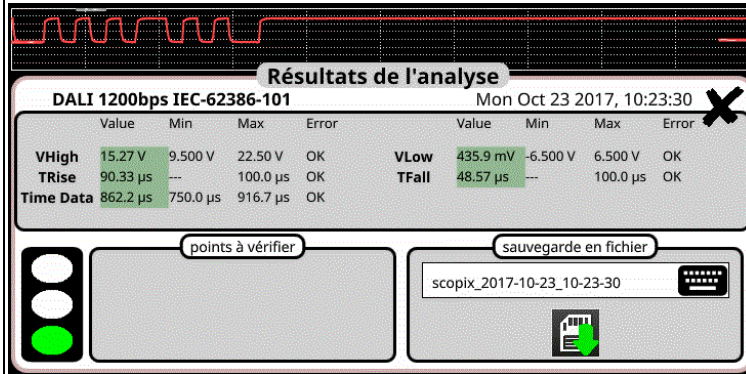 Résultats de l'analyse
DALI 1200bps IEC-62386-101 Mon Oct 23 2017, 10:23:30
Value Min Max Error Value Min Max Error
VHigh 15.27 V 9.500 V 22.50 V OK VLow 435.9 mV -6.500 V 6.500 V OK
TRise 90.33 µs --- 100.0 µs OK TFall 48.57 µs --- 100.0 µs OK
Time Data 862.2 µs 750.0 µs 916.7 µs OK
points à vérifier sauvegarde en fichier
scopix_2017-10-23_10-23-30